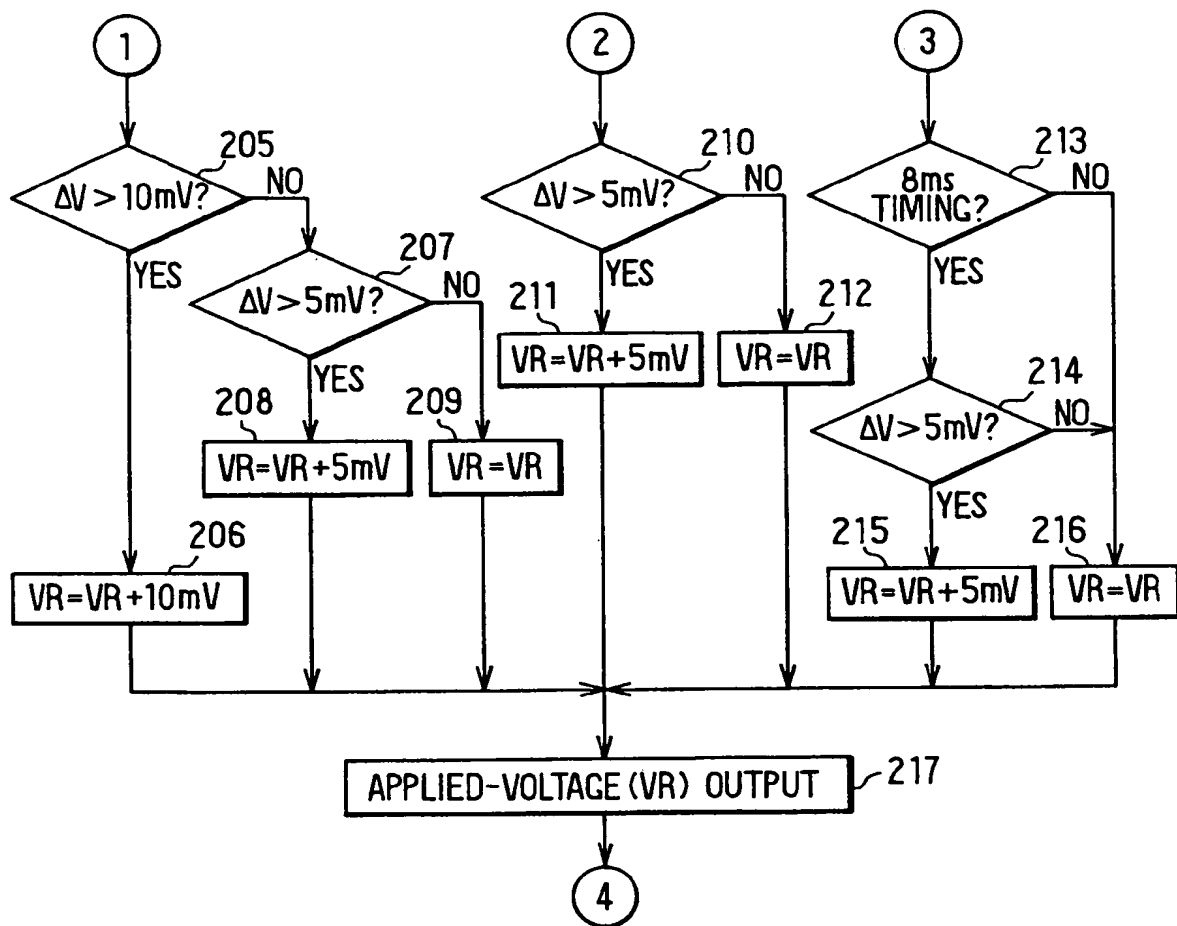 1
2
3
205
ΔV>10mV?
NO
YES
207
ΔV>5mV?
NO
YES
208
VR=VR+5mV
209
VR=VR
206
VR=VR+10mV
210
ΔV>5mV?
NO
YES
211
VR=VR+5mV
212
VR=VR
213
8ms
TIMING?
NO
YES
214
ΔV>5mV?
NO
YES
215
VR=VR+5mV
216
VR=VR
APPLIED-VOLTAGE(VR) OUTPUT
217
4